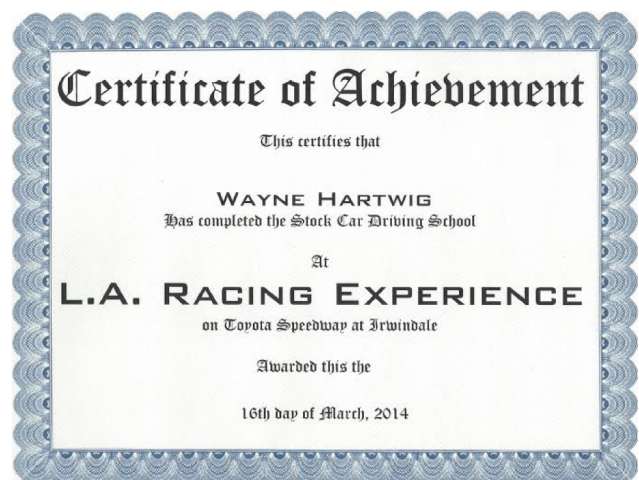 Certificate of Achievement
This certifies that
WAYNE HARTWIG
Has completed the Stock Car Driving School
At
L.A. RACING EXPERIENCE
on Toyota Speedway at Irwindale
Awarded this the
16th day of March, 2014